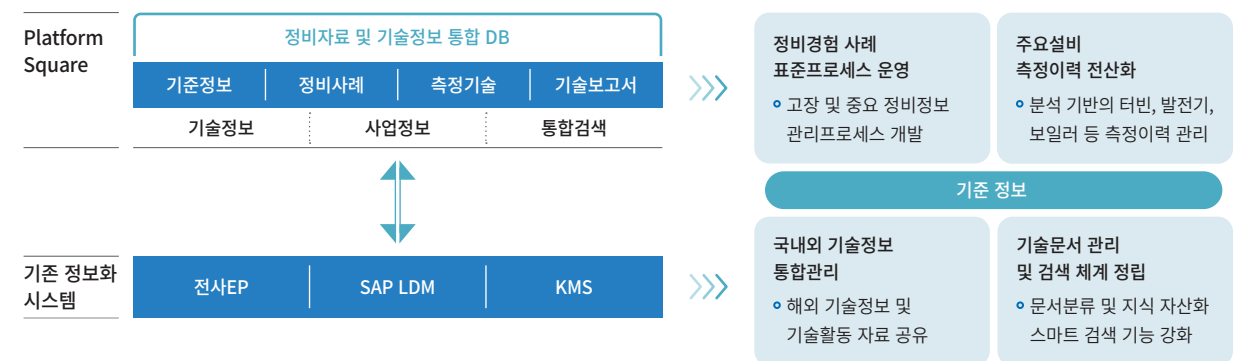 Platform
Square
정비자료 및 기술정보 통합 DB
기준정보
정비사례
측정기술
기술보고서
기술정보
사업정보
통합검색
기존 정보화
시스템
전사EP
SAP LDM
KMS
정비경험 사례
표준프로세스 운영
고장 및 중요 정비정보
관리프로세스 개발
주요설비
측정이력 전산화
분석 기반의 터빈, 발전기,
보일러 등 측정이력 관리
기준 정보
국내외 기술정보
통합관리
해외 기술정보 및
기술활동 자료 공유
기술문서 관리
및 검색 체계 정립
문서분류 및 지식 자산화
스마트 검색 기능 강화